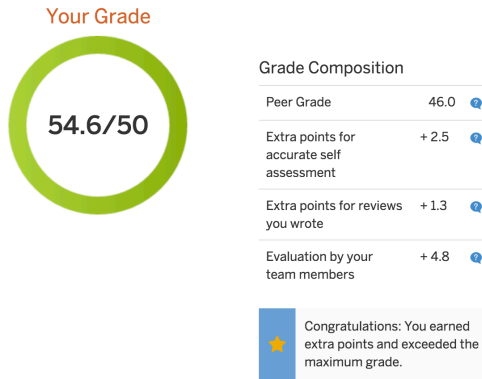 Your Grade
54.6/50
Grade Composition
Peer Grade 46.0 ?
Extra points for + 2.5 ?
accurate self
assessment
Extra points for reviews + 1.3 ?
you wrote
Evaluation by your + 4.8 ?
team members
Congratulations: You earned
extra points and exceeded the
maximum grade.